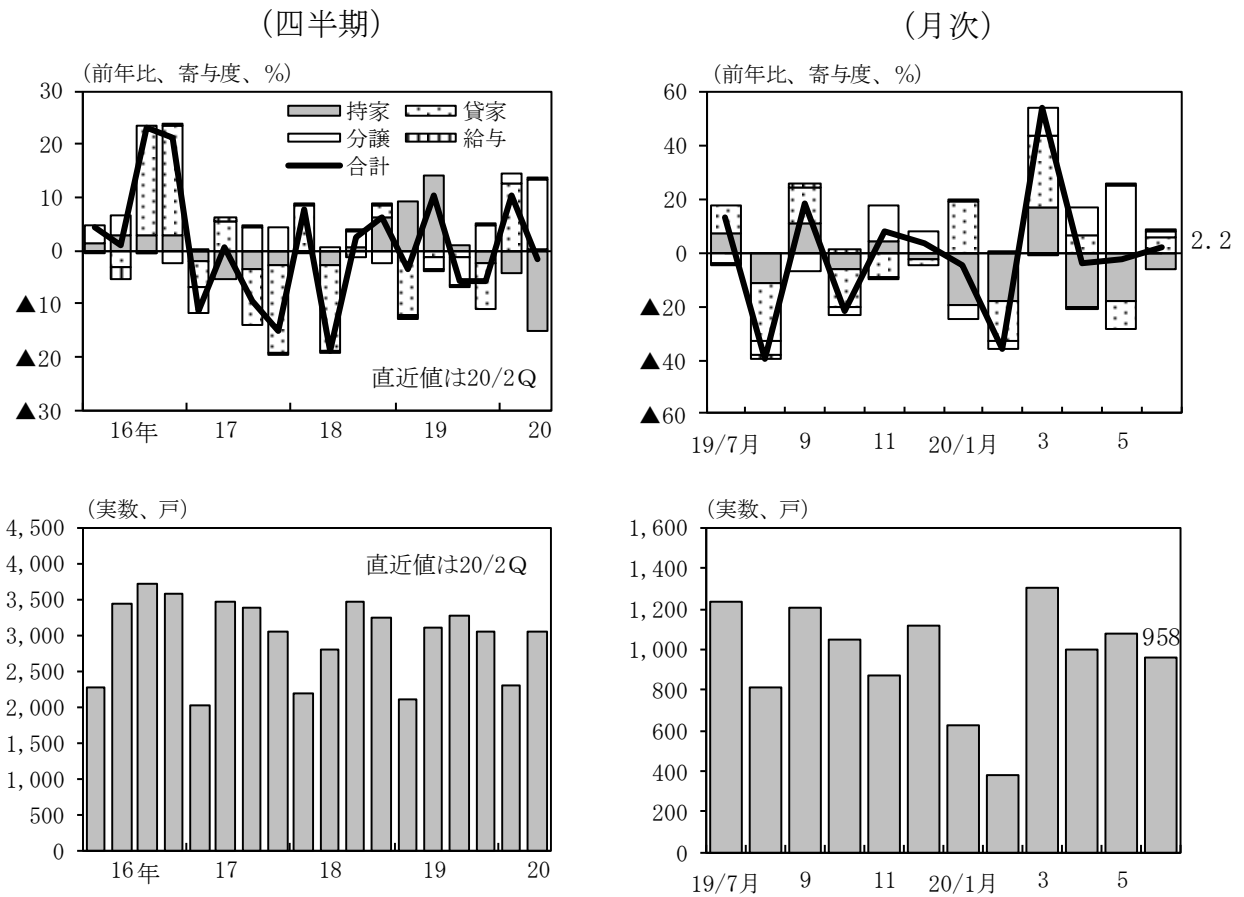 (四半期)
(前年比、寄与度、%)
30
20
10
0
▲10
▲20
▲30
持家
貸家
分譲
給与
合計
直近値は20/2Q
16年 17 18 19 20
(月次)
(前年比、寄与度、%)
60
40
20
0
▲20
▲40
▲60
2.2
19/7月 9 11 20/1月 3 5
(実数、戸)
4,500
4,000
3,500
3,000
2,500
2,000
1,500
1,000
500
0
直近値は20/2Q
16年 17 18 19 20
(実数、戸)
1,600
1,400
1,200
1,000
800
600
400
200
0
958
19/7月 9 11 20/1月 3 5